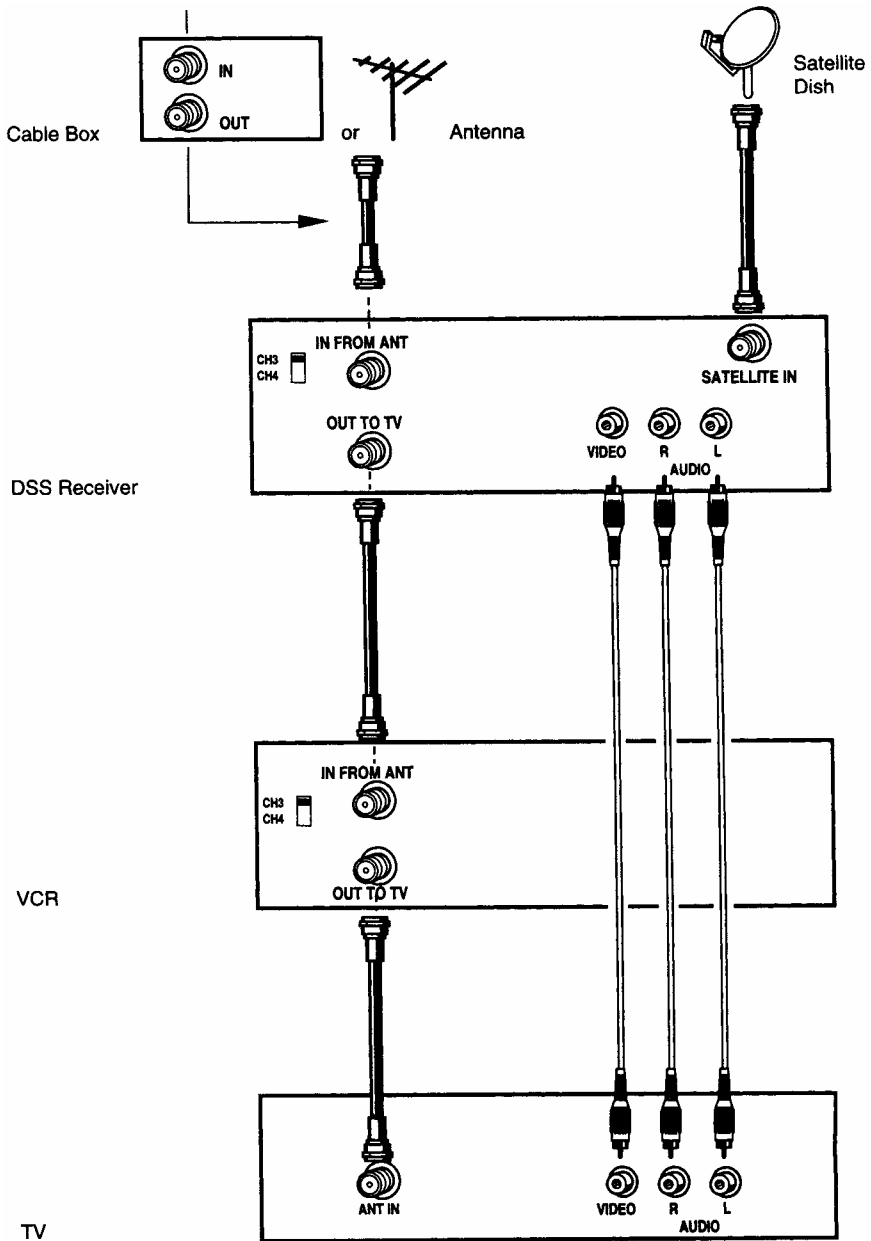 IN
OUT
Cable Box
or
Antenna
Satellite
Dish
IN FROM ANT
CH3
CH4
SATELLITE IN
OUT TO TV
VIDEO
R
L
AUDIO
DSS Receiver
IN FROM ANT
CH3
CH4
OUT TO TV
VCR
ANT IN
VIDEO
R
L
AUDIO
TV